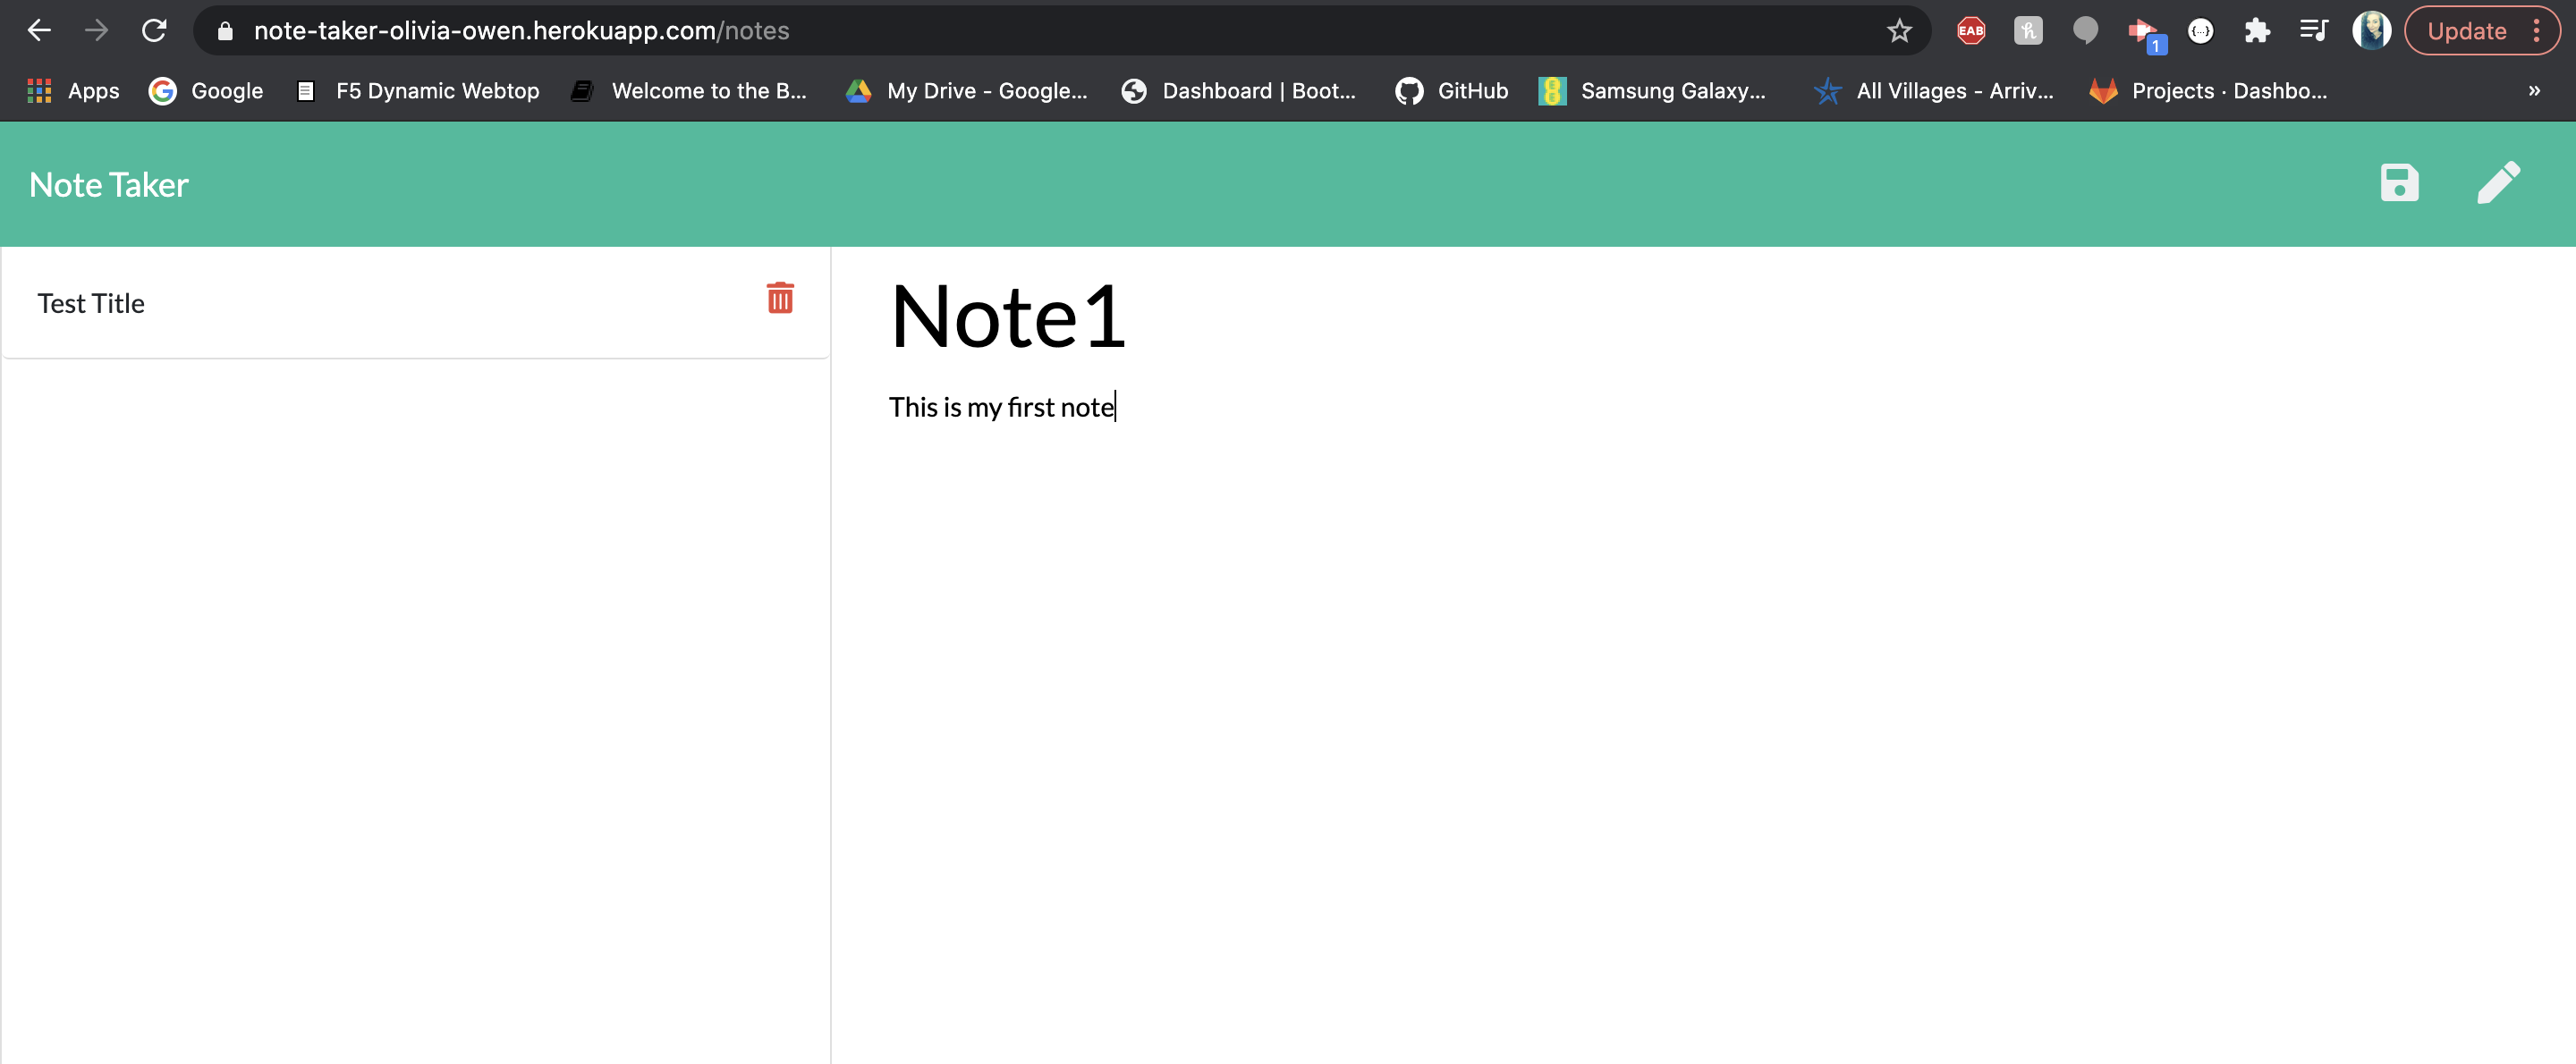 note-taker-olivia-owen.herokuapp.com/notes
EAB
h
{...}
1
Update
Apps
Google
F5 Dynamic Webtop
Welcome to the B...
My Drive - Google...
Dashboard | Boot...
GitHub
Samsung Galaxy...
All Villages - Arriv...
Projects · Dashbo...
»
Note Taker
Test Title
Note1
This is my first note